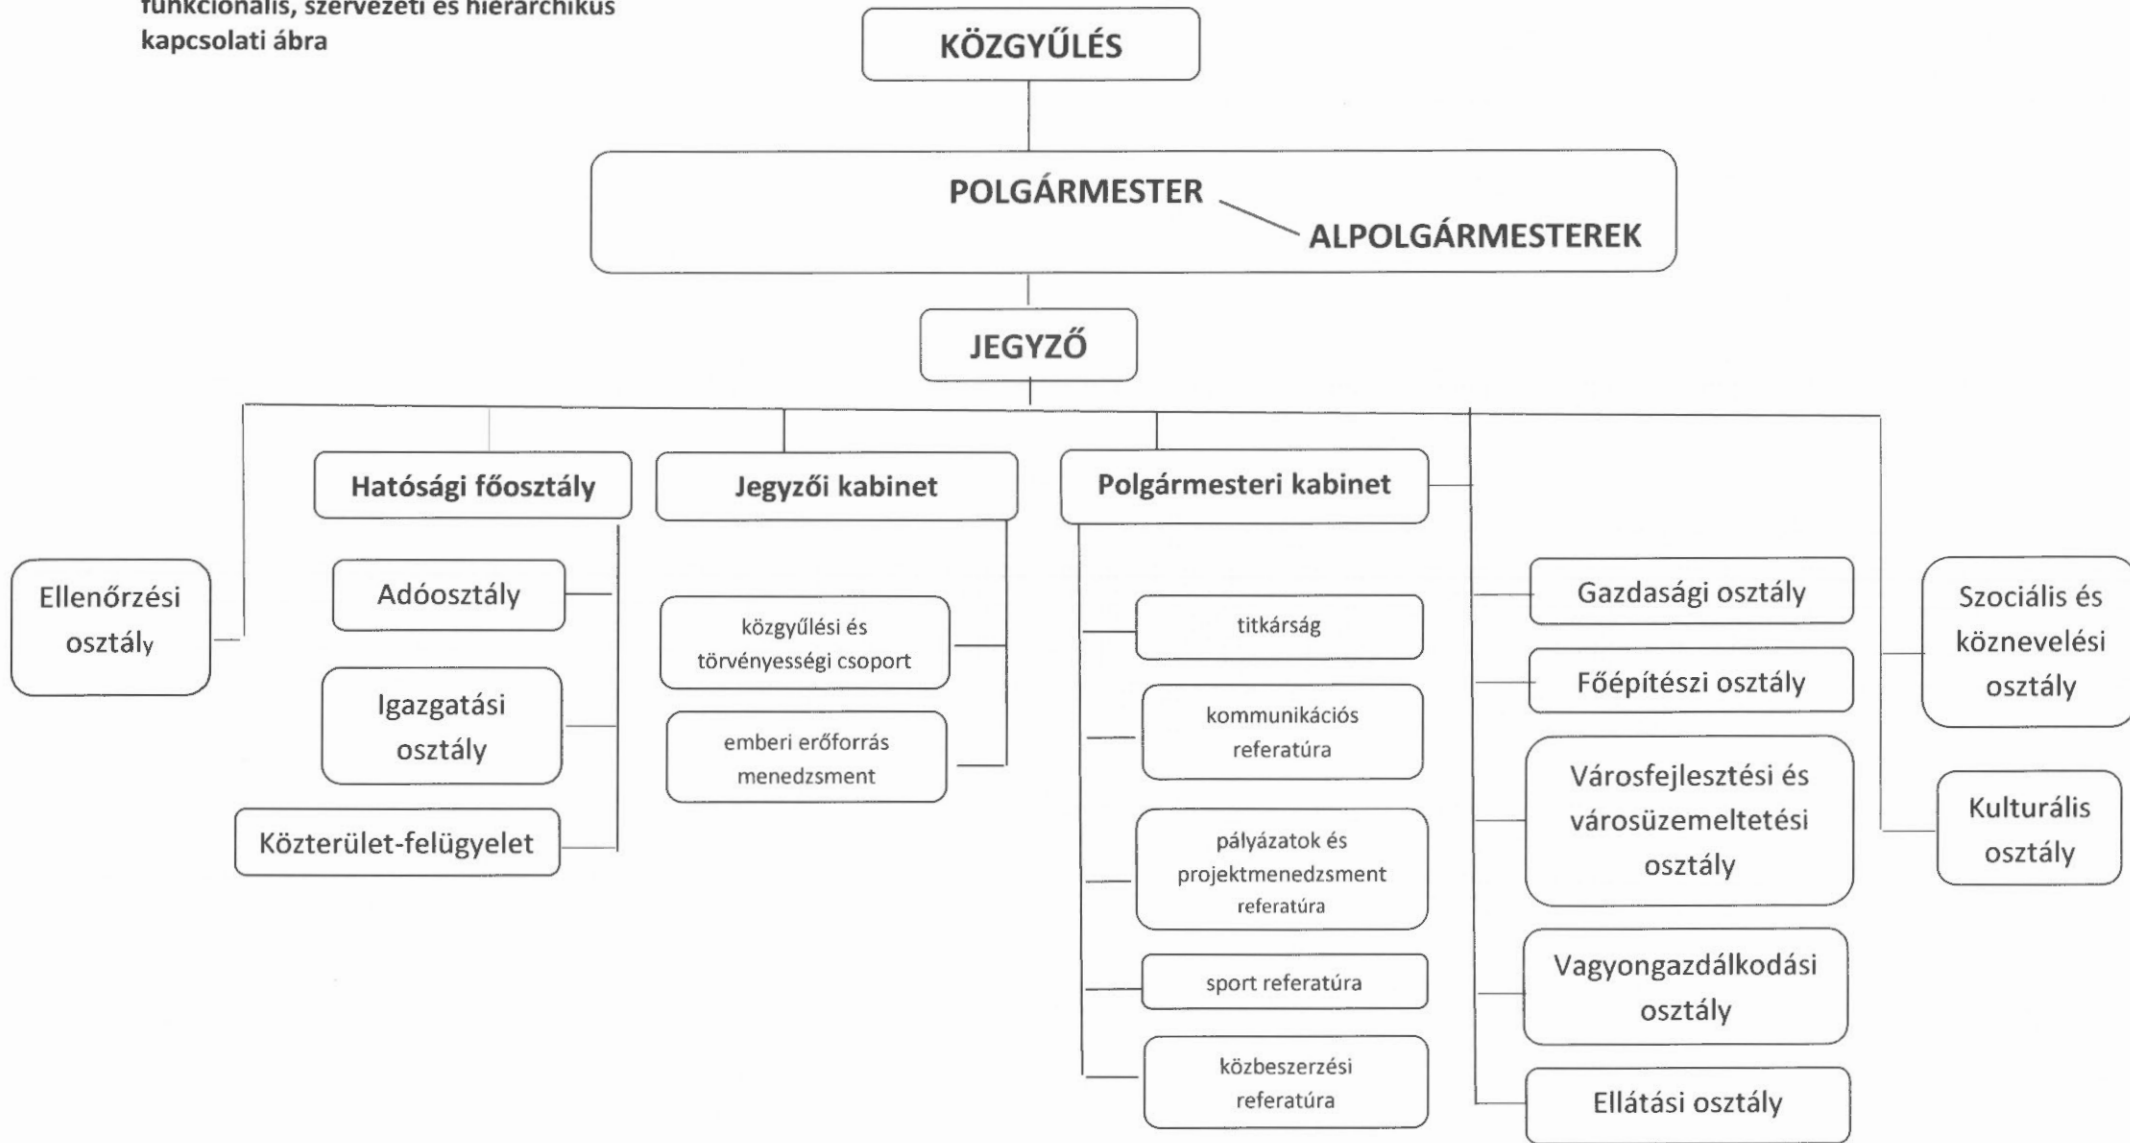 funkcionális, szervezeti és hierarchikus
kapcsolati ábra
KÖZGYŰLÉS
POLGÁRMESTER
ALPOLGÁRMESTEREK
JEGYZŐ
Hatósági főosztály
Jegyzői kabinet
Polgármesteri kabinet
Ellenőrzési
osztály
Adóosztály
Igazgatási
osztály
Közterület-felügyelet
közgyűlési és
törvényességi csoport
emberi erőforrás
menedzsment
titkárság
kommunikációs
referatúra
pályázatok és
projektmenedzsment
referatúra
sport referatúra
közbeszerzési
referatúra
Gazdasági osztály
Főépítészi osztály
Városfejlesztési és
városüzemeltetési
osztály
Vagyongazdálkodási
osztály
Ellátási osztály
Szociális és
köznevelési
osztály
Kulturális
osztály